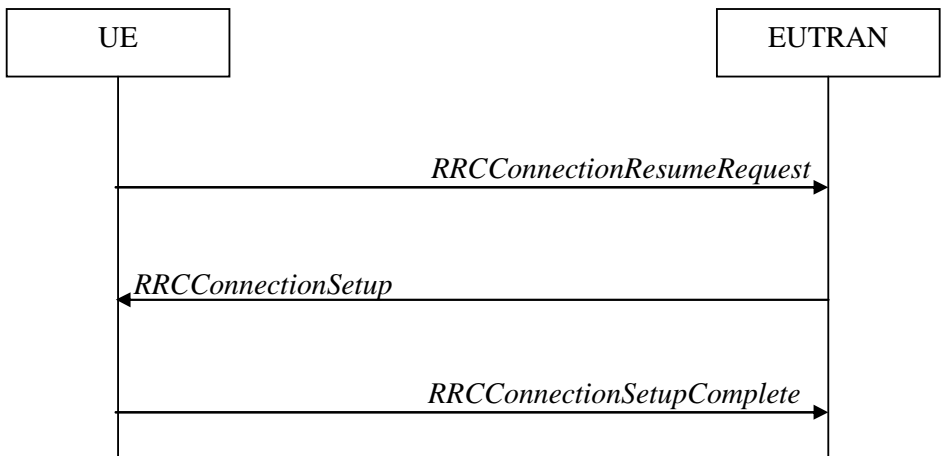 UE
EUTRAN
RRCConnectionResumeRequest
RRCConnectionSetup
RRCConnectionSetupComplete